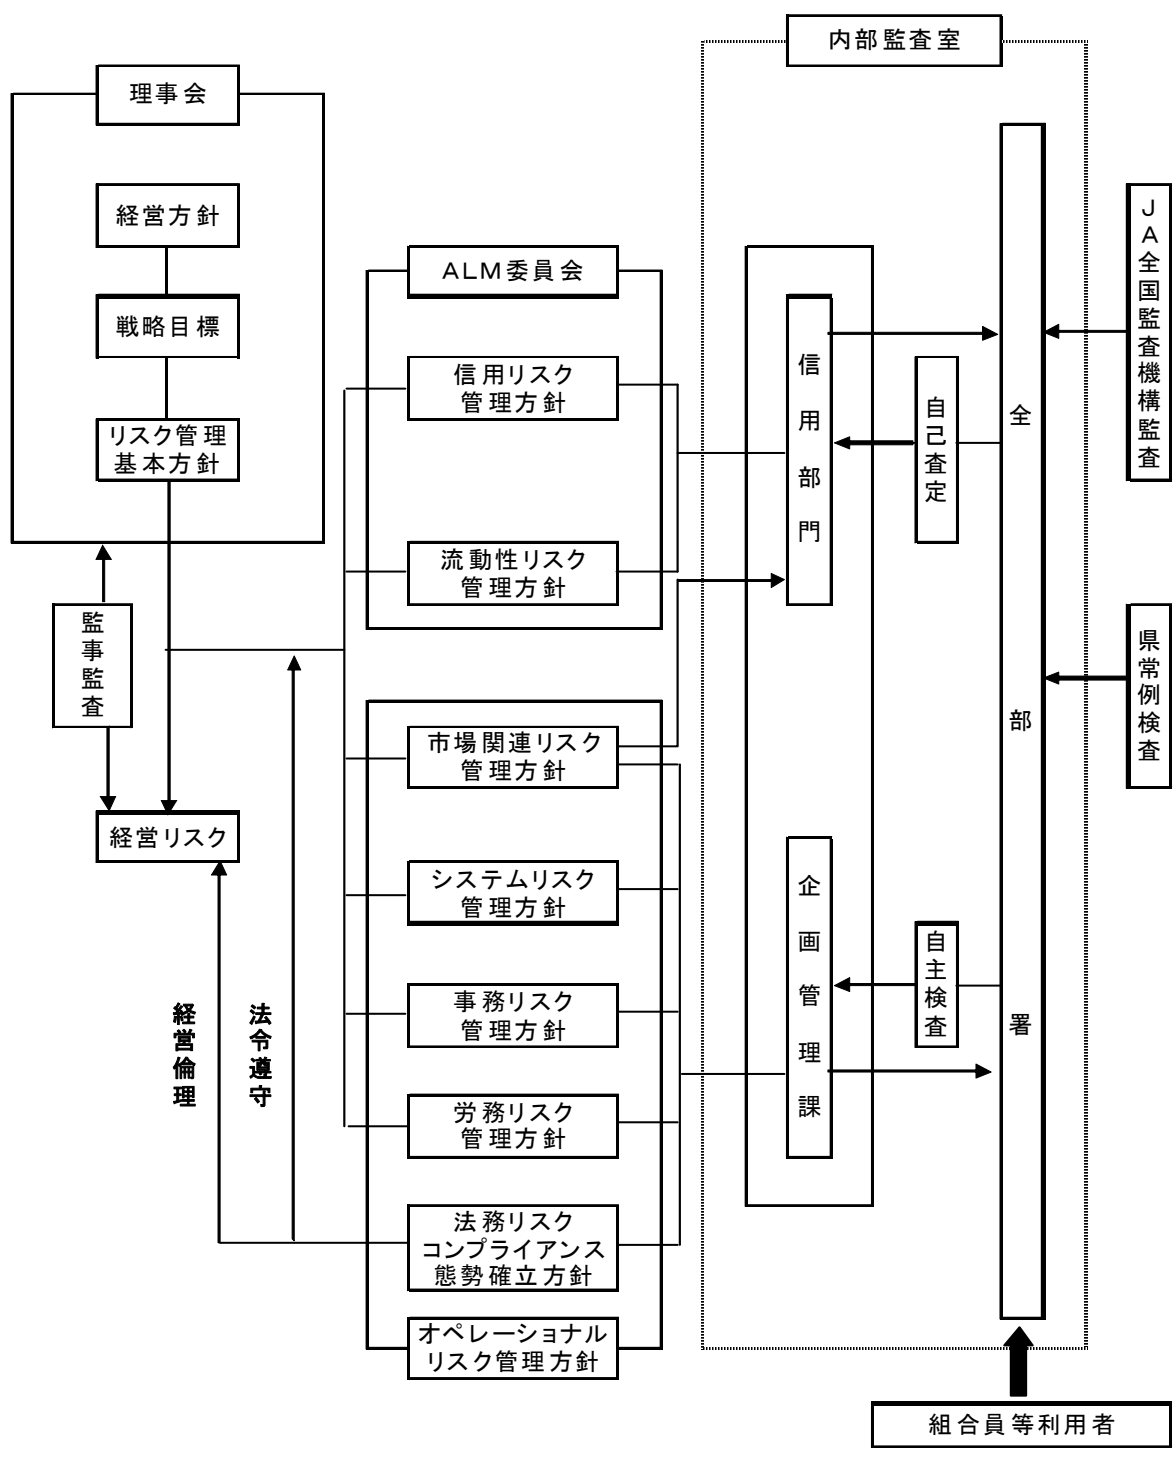 内部監査室
理事会
経営方針
戦略目標
リスク管理
基本方針
監事監査
経営リスク
経営倫理
法令遵守
ALM委員会
信用リスク
管理方針
流動性リスク
管理方針
市場関連リスク
管理方針
システムリスク
管理方針
事務リスク
管理方針
労務リスク
管理方針
法務リスク
コンプライアンス
態勢確立方針
オペレーショナル
リスク管理方針
信用部門
企画管理課
自己査定
自主検査
全部署
JA全国監査機構監査
県常例検査
組合員等利用者